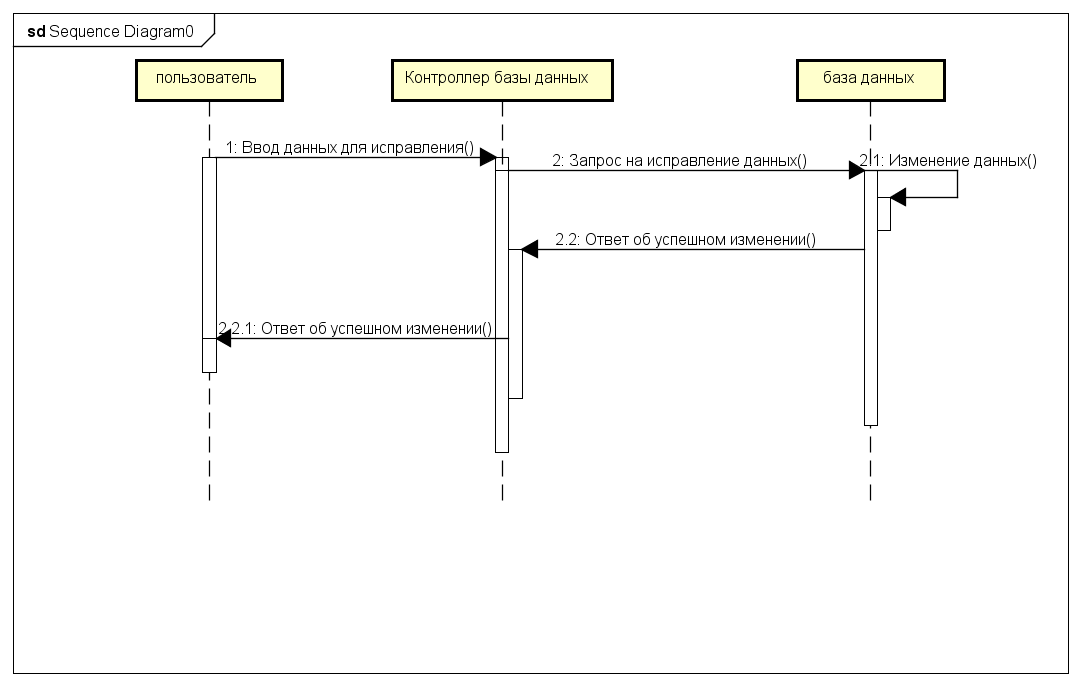 sd Sequence Diagram0
пользователь
Контроллер базы данных
база данных
1: Ввод данных для исправления()
2: Запрос на исправление данных()
2.1: Изменение данных()
2.2: Ответ об успешном изменении()
2.2.1: Ответ об успешном изменении()